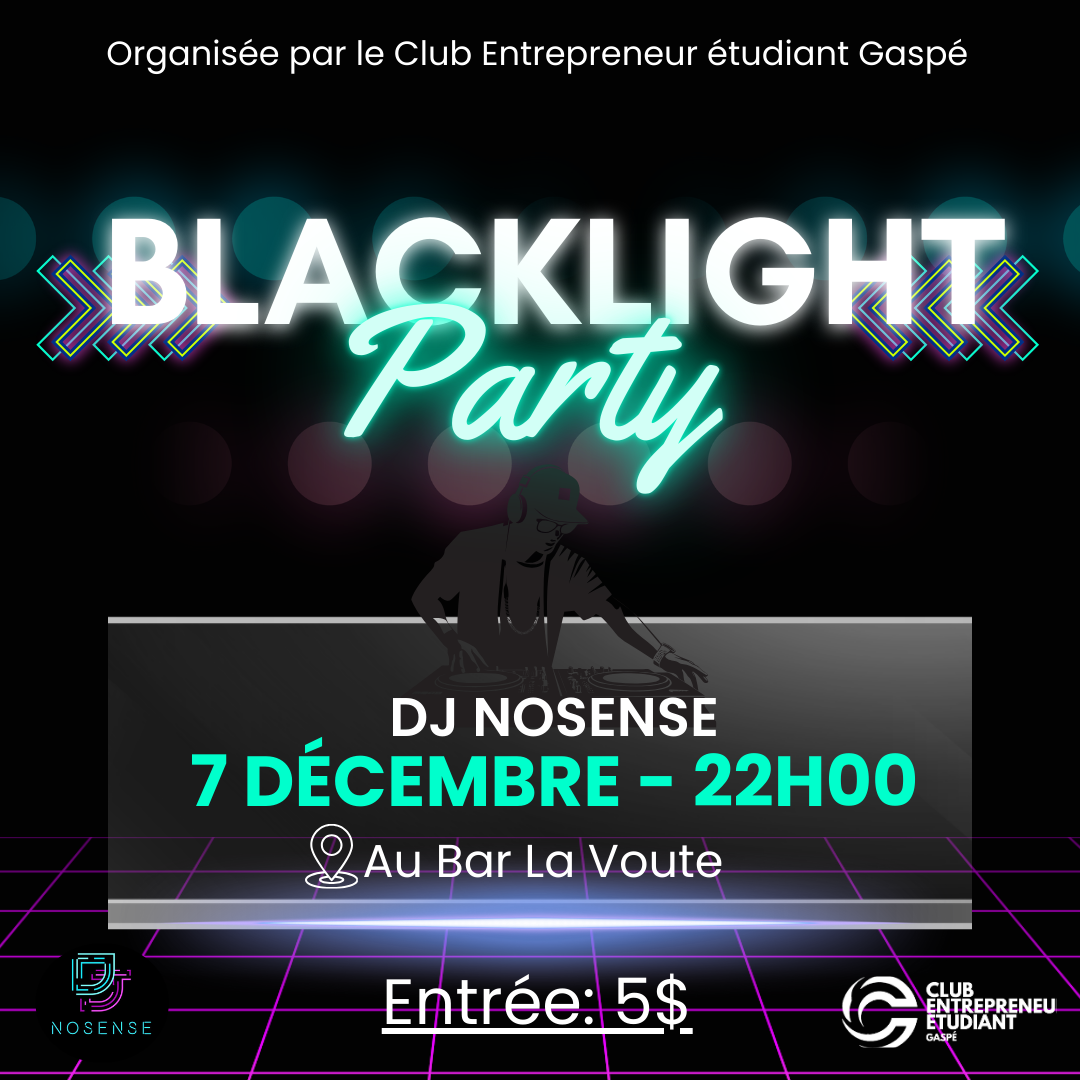 Organisée par le Club Entrepreneur étudiant Gaspé
BLACKLIGHT
Party
DJ NOSENSE
7 DÉCEMBRE - 22H00
Au Bar La Voute
Entrée: 5$
DJ
NOSENSE
CLUB
ENTREPRENEU
ÉTUDIANT
GASPÉ